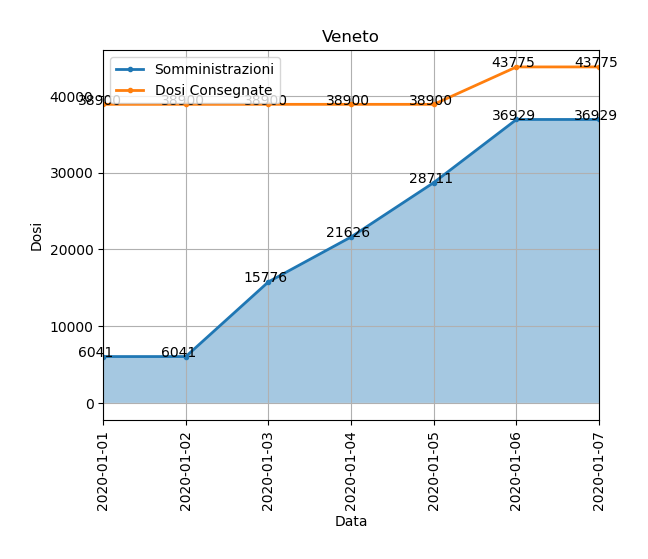 Veneto
Somministrazioni
Dosi Consegnate
43775 43775
40000
38900 38900 38900 38900 38900
36929 36929
30000
28711
21626
20000
15776
10000
6041 6041
0
Dosi
2020-01-01 2020-01-02 2020-01-03 2020-01-04 2020-01-05 2020-01-06 2020-01-07
Data